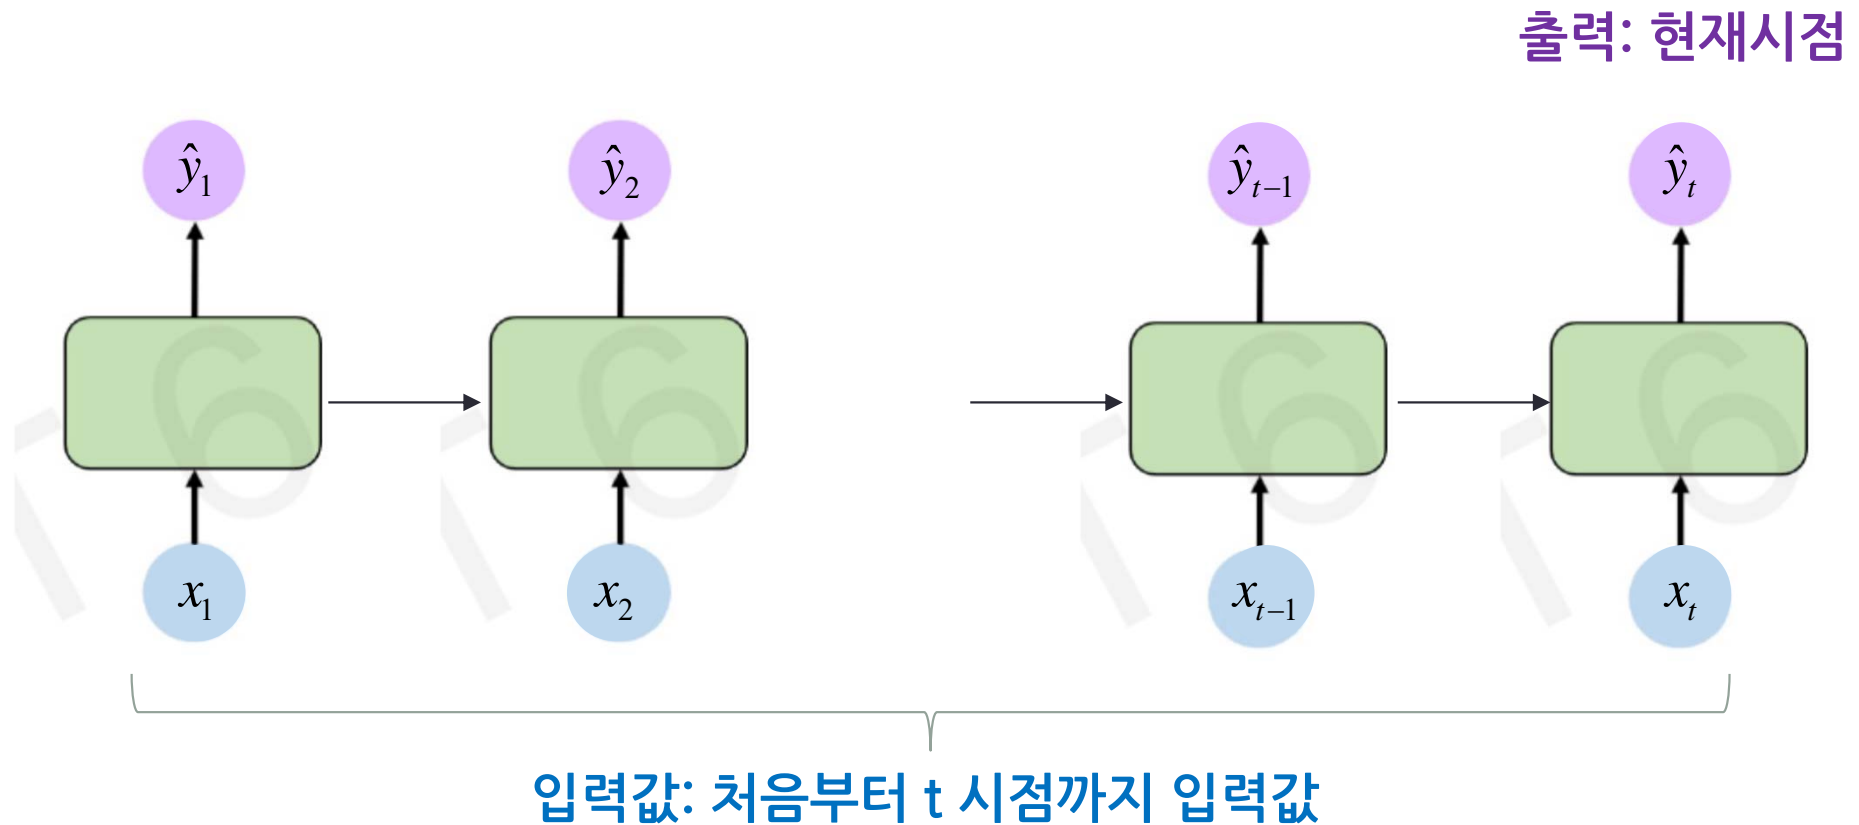 출력: 현재시점
ŷ₁ ŷ₂ ŷₜ₋₁ ŷₜ
x₁ x₂ xₜ₋₁ xₜ
입력값: 처음부터 t 시점까지 입력값